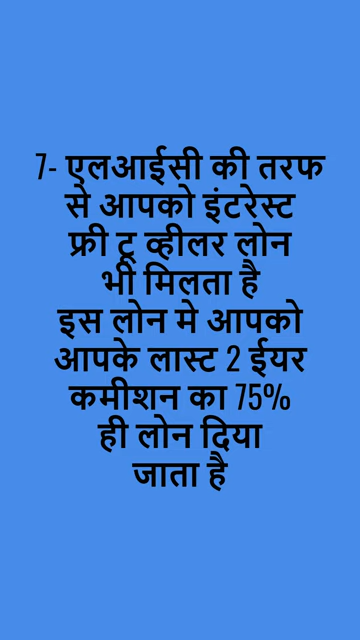 7- एलआईसी की तरफ
से आपको इंटरेस्ट
फ्री टू व्हीलर लोन
भी मिलता है
इस लोन मे आपको
आपके लास्ट 2 ईयर
कमीशन का 75%
ही लोन दिया
जाता है